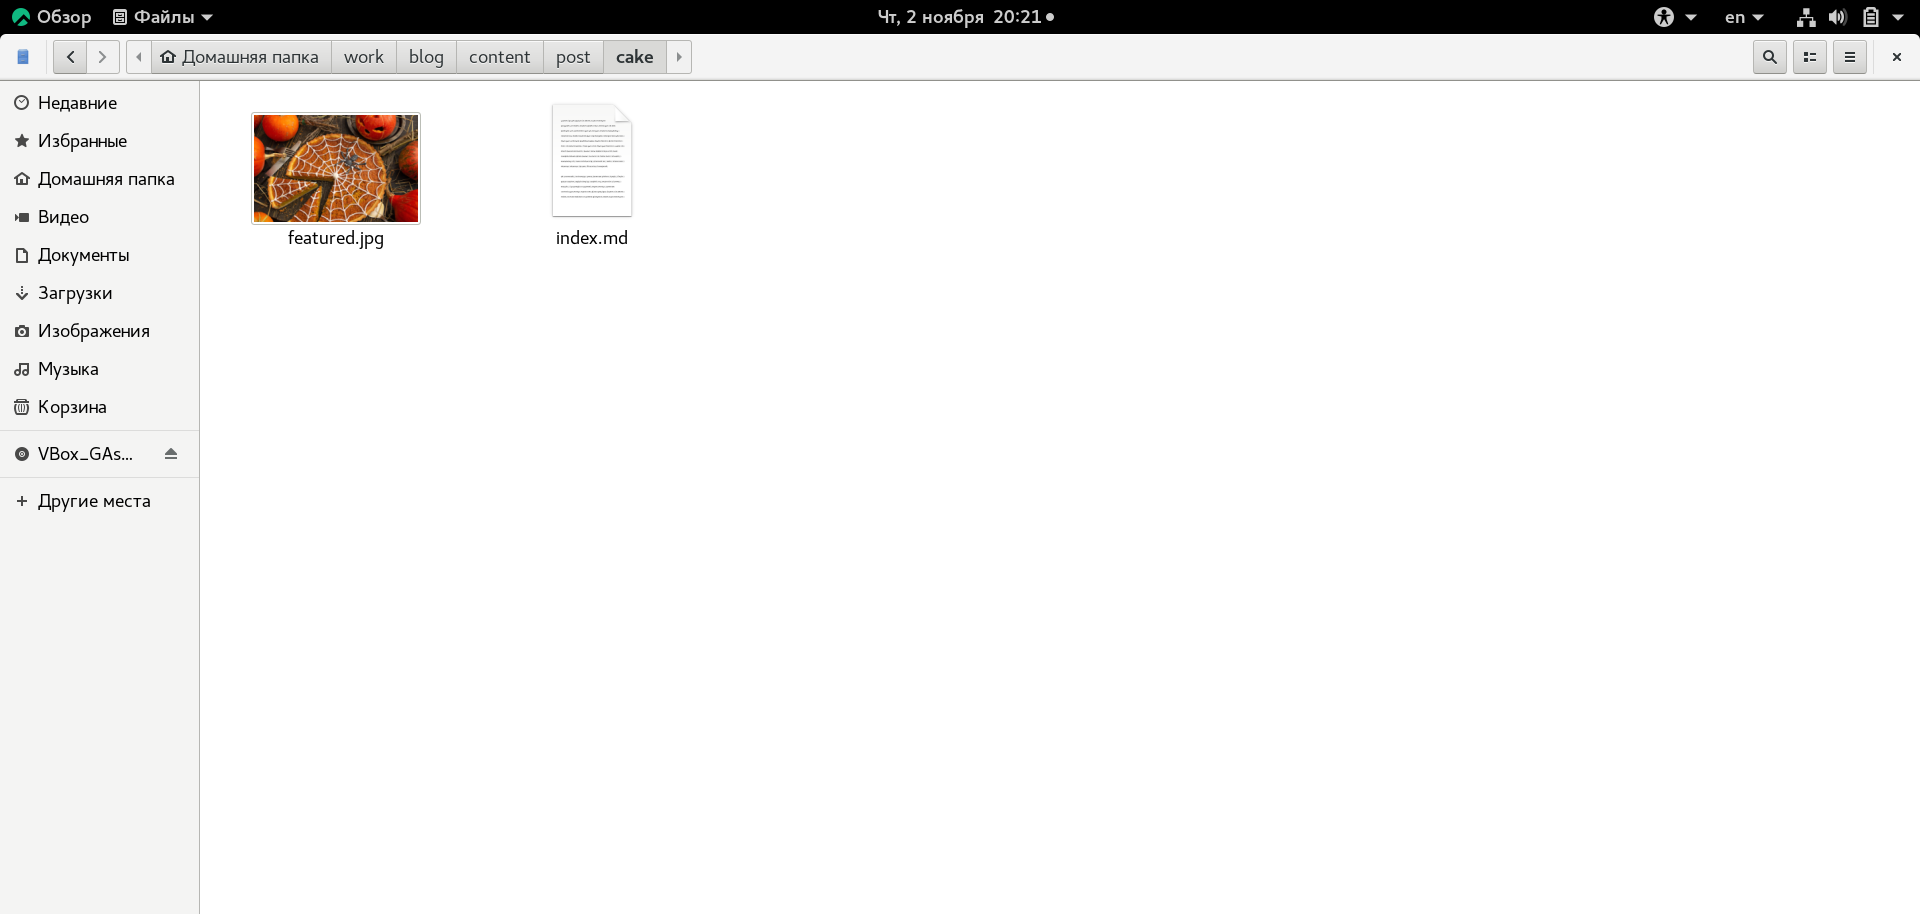 Обзор Файлы Чт, 2 ноября 20:21 en
Домашняя папка work blog content post cake
Недавние
Избранные
Домашняя папка
Видео
Документы
Загрузки
Изображения
Музыка
Корзина
VBox_GAs...
Другие места
featured.jpg index.md